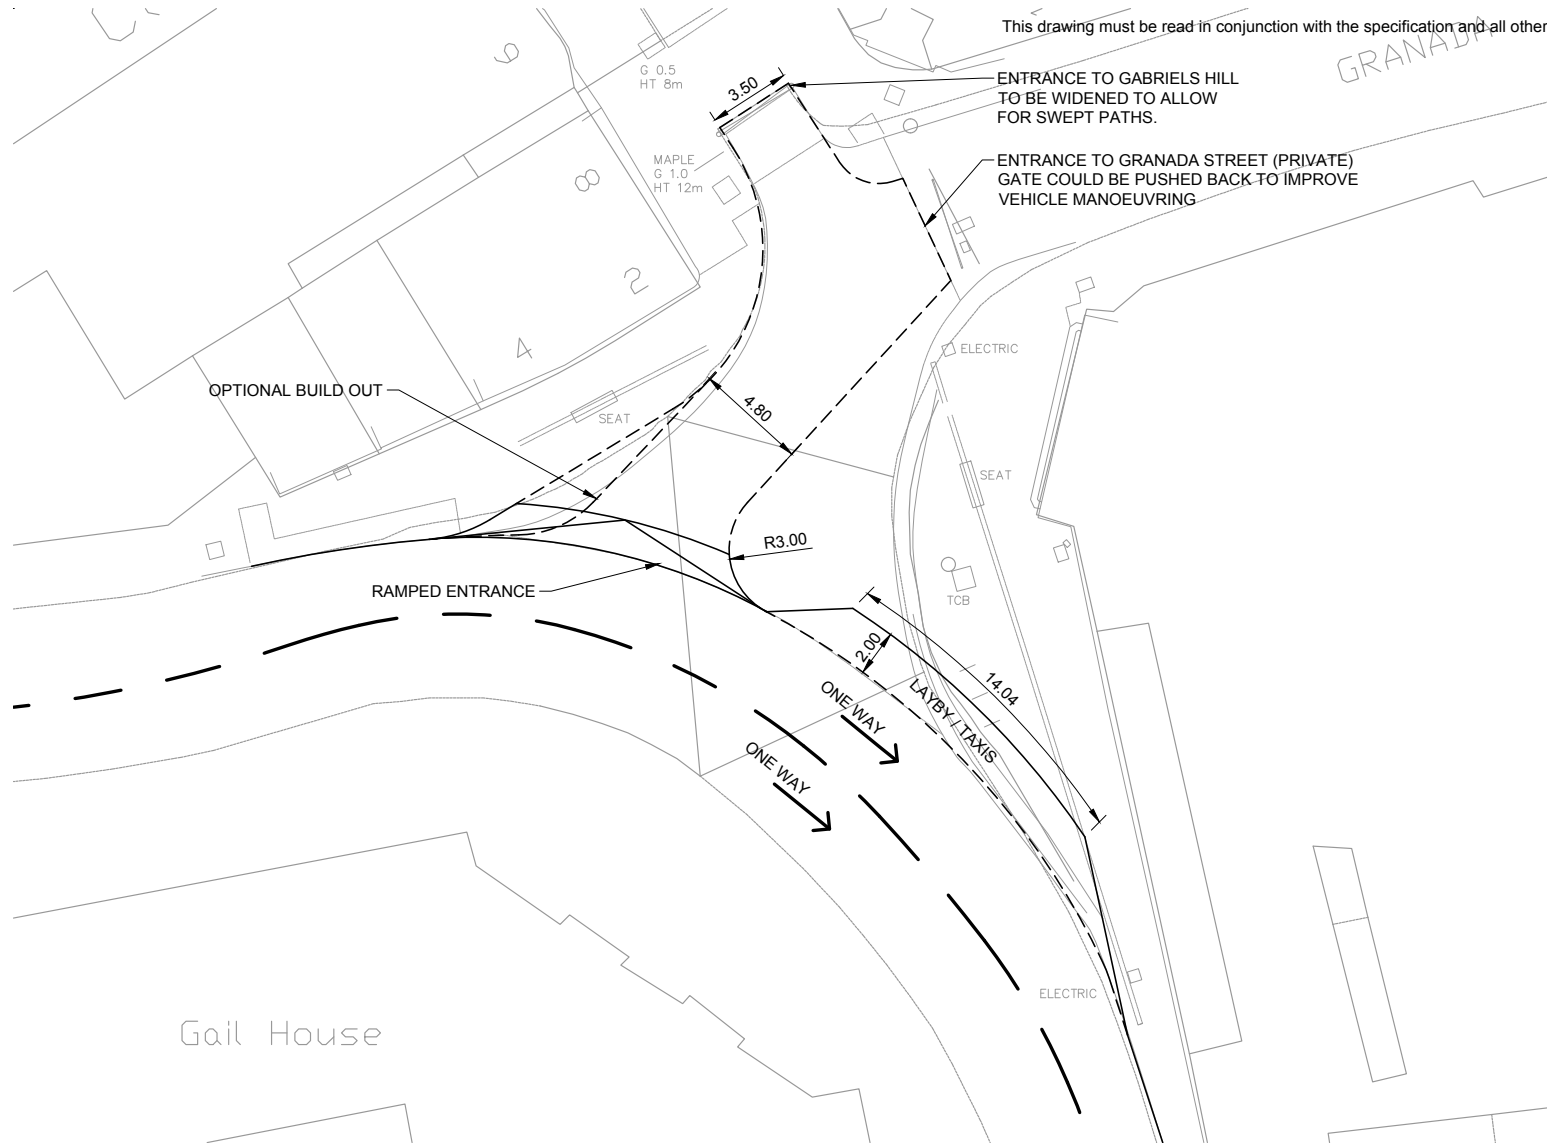 This drawing must be read in conjunction with the specification and all other
GRANADA
6
G 0.5
HT 8m
3.50
ENTRANCE TO GABRIELS HILL
TO BE WIDENED TO ALLOW
FOR SWEPT PATHS.
MAPLE
G 1.0
HT 12m
8
ENTRANCE TO GRANADA STREET (PRIVATE)
GATE COULD BE PUSHED BACK TO IMPROVE
VEHICLE MANOEUVRING
2
4
ELECTRIC
OPTIONAL BUILD OUT
4.80
SEAT
SEAT
R3.00
RAMPED ENTRANCE
TCB
2.00
14.04
ONE WAY
LAYBY / TAXIS
ONE WAY
ELECTRIC
Gail House